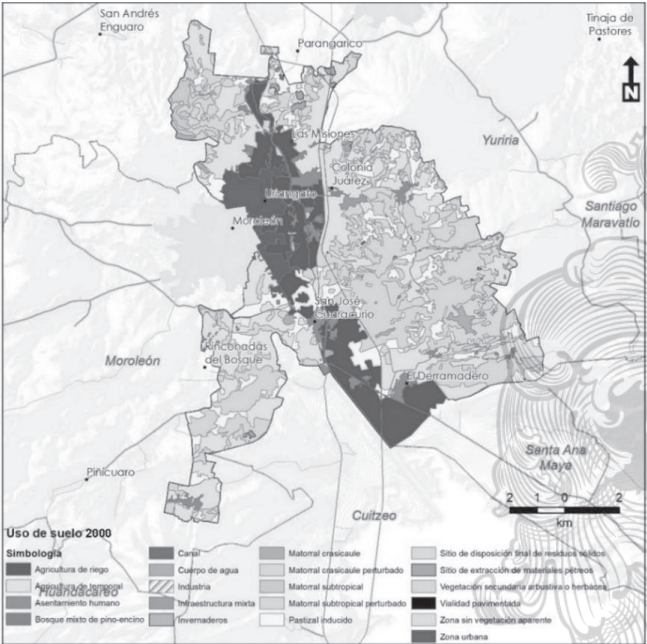 San Andrés
Enguaro
Tinaja de
Pastores
Parangarico
N
Yuriria
Las Misiones
Colonia
Juárez
Uriangato
Santiago
Maravatío
Moroleón
San José
Cuaracurio
Rinconadas
del Bosque
Moroleón
El Derramadero
Santa Ana
Maya
Piñícuaro
Cuitzeo
2 1 0 2
km
Huandacareo
Uso de suelo 2000
Simbología
Agricultura de riego
Agricultura de temporal
Asentamiento humano
Bosque mixto de pino-encino
Canal
Cuerpo de agua
Industria
Infraestructura mixta
Invernaderos
Matorral crasicaule
Matorral crasicaule perturbado
Matorral subtropical
Matorral subtropical perturbado
Pastizal inducido
Sitio de disposición final de residuos sólidos
Sitio de extracción de materiales pétreos
Vegetación secundaria arbustiva o herbácea
Vialidad pavimentada
Zona sin vegetación aparente
Zona urbana